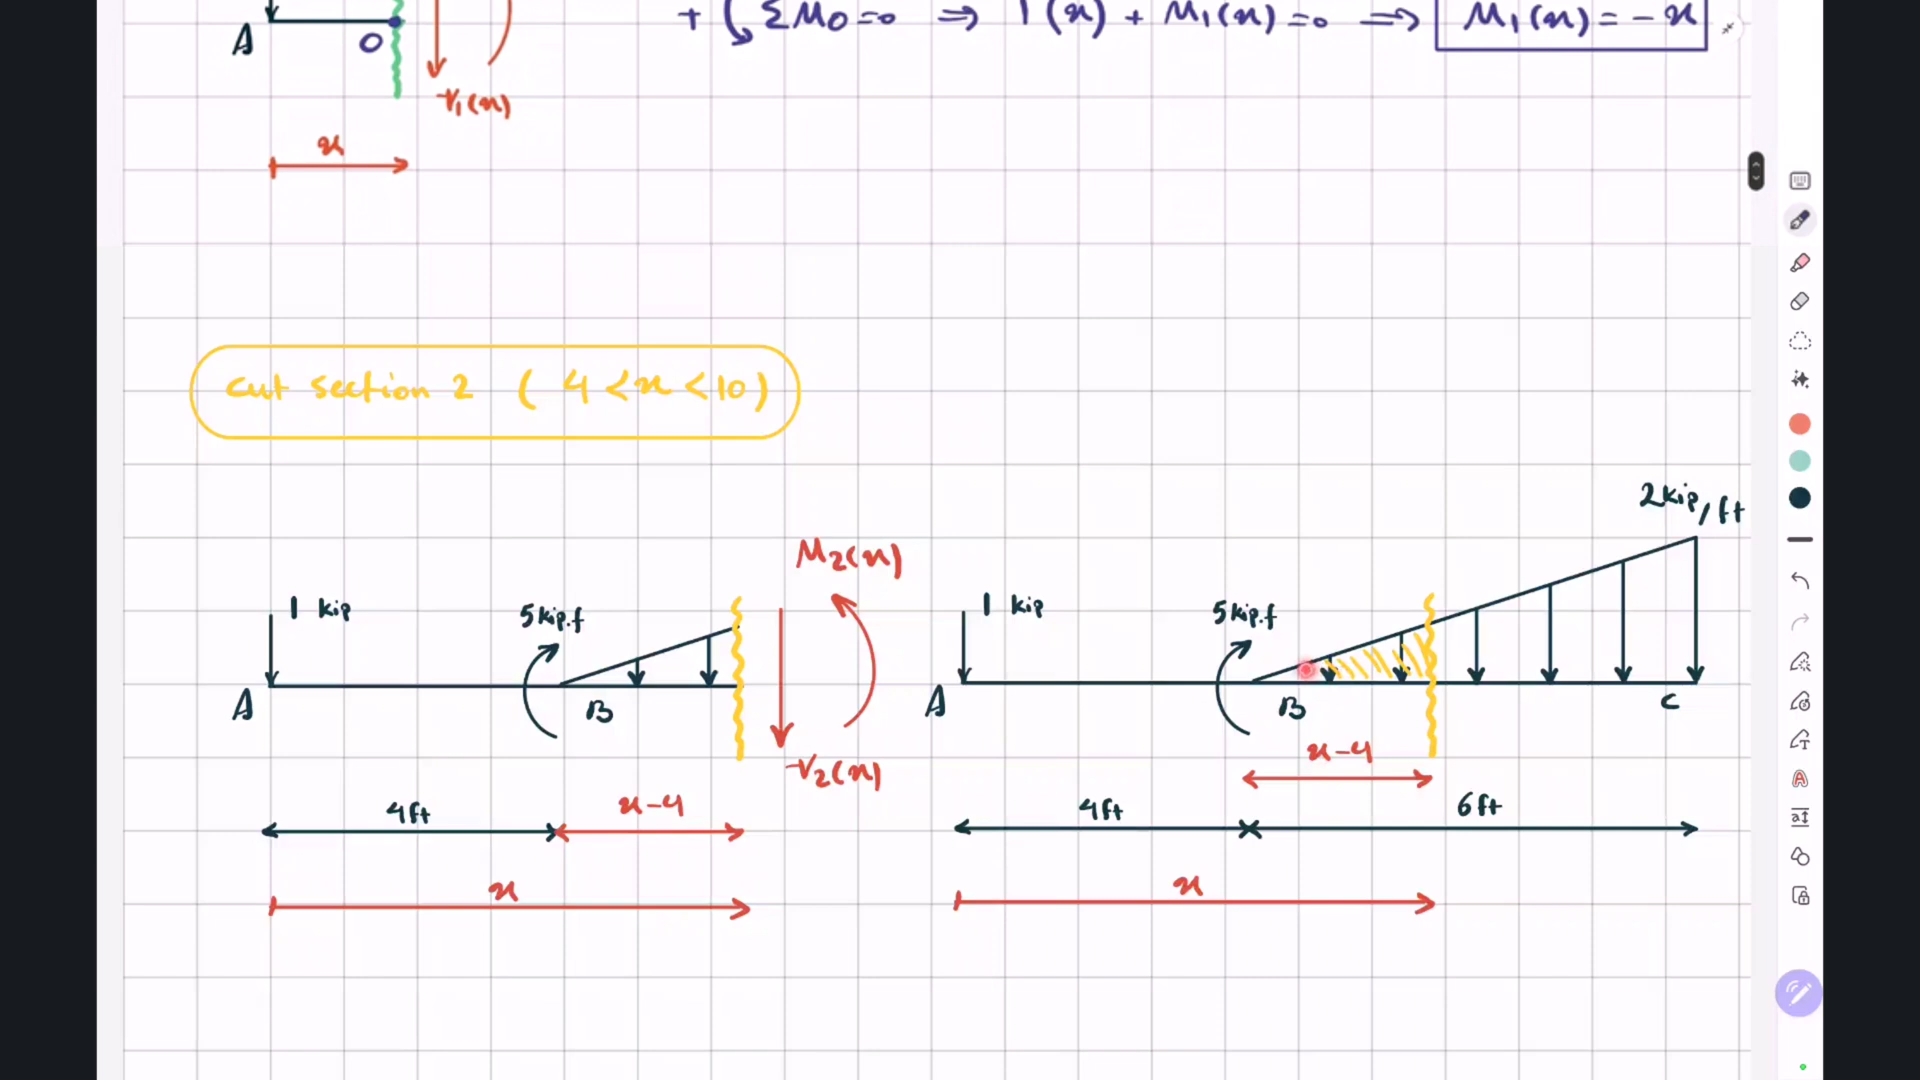 A
O
+ ΣMo=0 ⇒ 1(x) + M1(x)=0 ⇒ M1(x) = -x
V1(x)
x
cut section 2 ( 4 < x < 10 )
2kip/ft
M2(x)
1 kip
5kip.f
1 kip
5kip.f
A
B
A
B
C
V2(x)
x-4
4ft
x-4
4ft
6ft
x
x